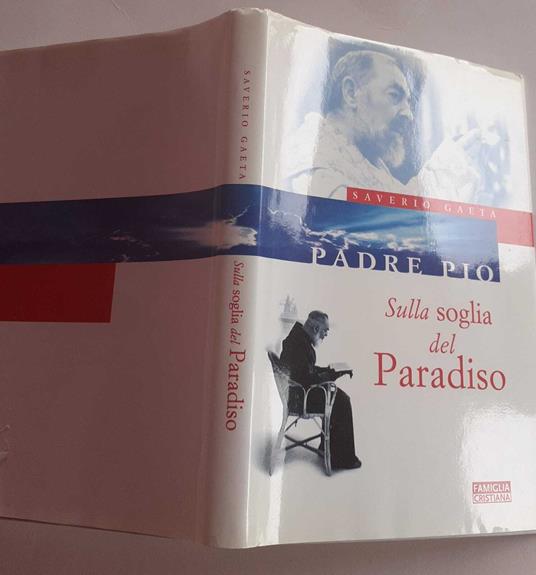 SAVERIO GAETA
Sulla soglia del Paradiso
SAVERIO GAETA
PADRE PIO
Sulla soglia
del
Paradiso
FAMIGLIA
CRISTIANA